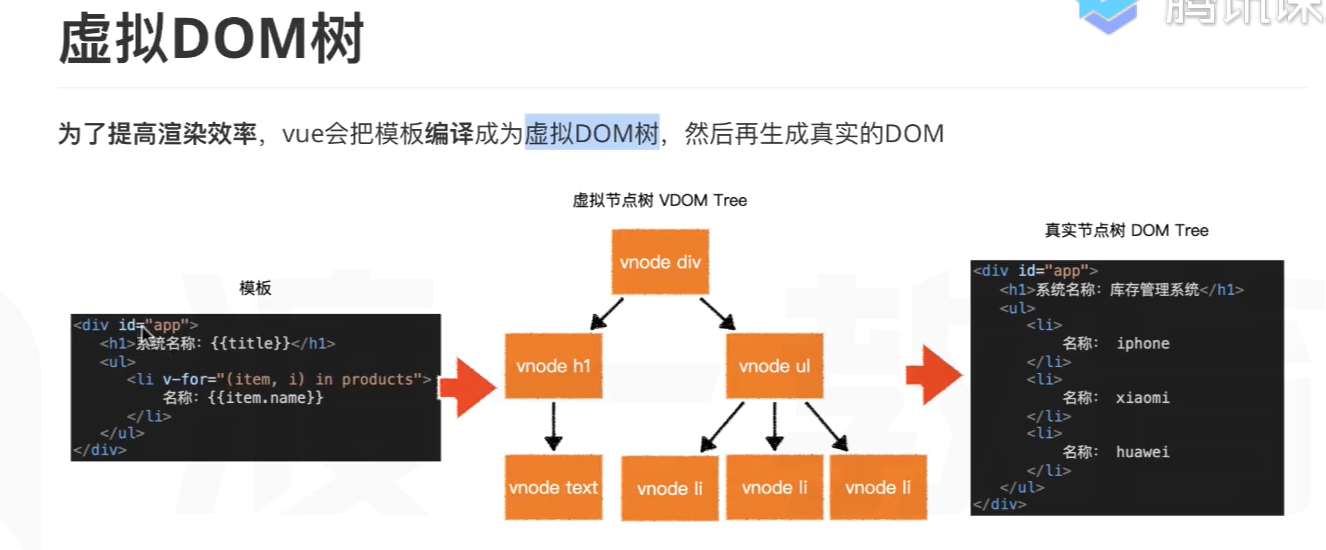 腾讯课
虚拟DOM树
为了提高渲染效率，vue会把模板编译成为虚拟DOM树，然后再生成真实的DOM
虚拟节点树 VDOM Tree
vnode div
vnode h1
vnode ul
vnode text
vnode li
vnode li
vnode li
模板
<div id="app">
<h1>系统名称：{{title}}</h1>
<ul>
<li v-for="(item, i) in products">
名称：{{item.name}}
</li>
</ul>
</div>
真实节点树 DOM Tree
<div id="app">
<h1>系统名称：库存管理系统</h1>
<ul>
<li>
名称： iphone
</li>
<li>
名称： xiaomi
</li>
<li>
名称： huawei
</li>
</ul>
</div>